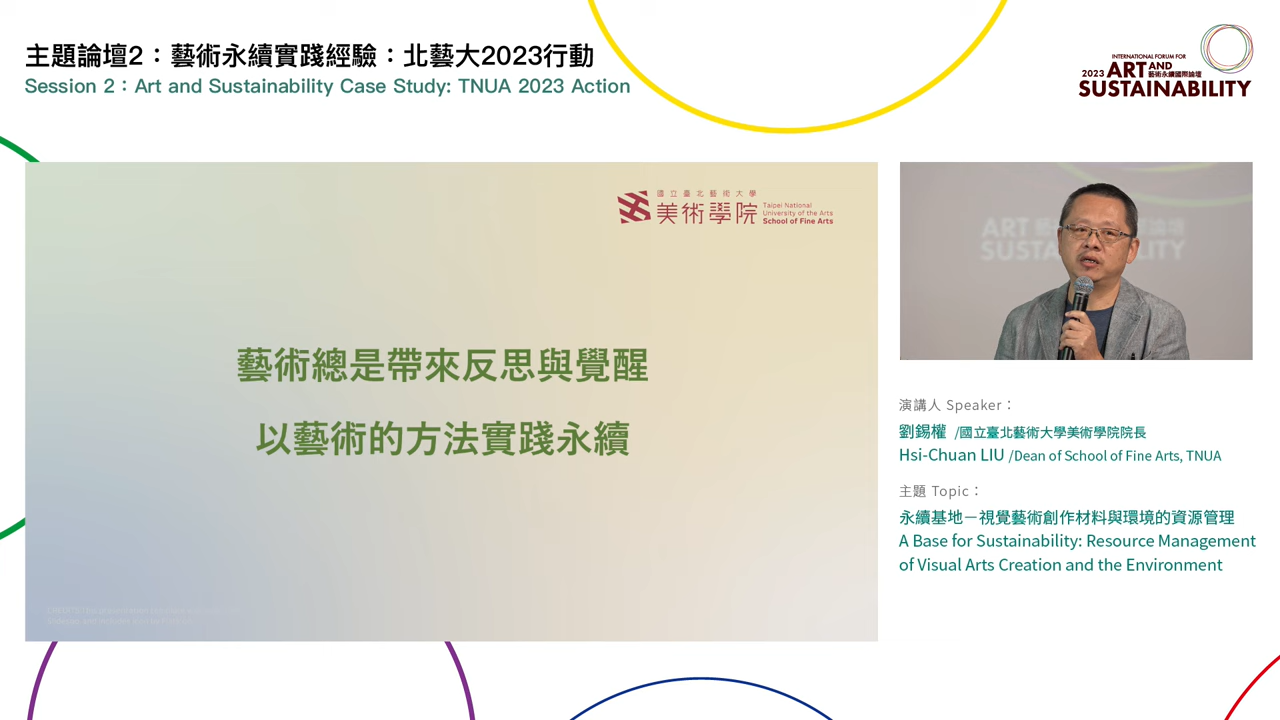 主題論壇2：藝術永續實踐經驗：北藝大2023行動
Session 2：Art and Sustainability Case Study: TNUA 2023 Action
INTERNATIONAL FORUM FOR
2023 ART AND
藝術永續國際論壇
SUSTAINABILITY
國立臺北藝術大學
美術學院
Taipei National
University of the Arts
School of Fine Arts
藝術總是帶來反思與覺醒
以藝術的方法實踐永續
ART
SUSTA
ITY
演講人 Speaker：
劉錫權 /國立臺北藝術大學美術學院院長
Hsi-Chuan LIU /Dean of School of Fine Arts, TNUA
主題 Topic：
永續基地－視覺藝術創作材料與環境的資源管理
A Base for Sustainability: Resource Management
of Visual Arts Creation and the Environment